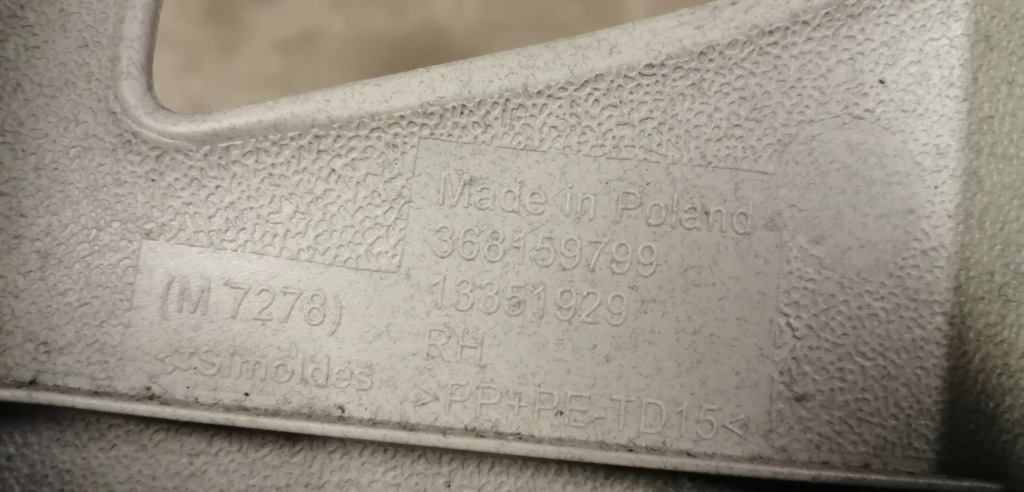 Made in Poland
368159799
13351929
RH
>PP+PE-TD15<
(M 7278)
Simoldes